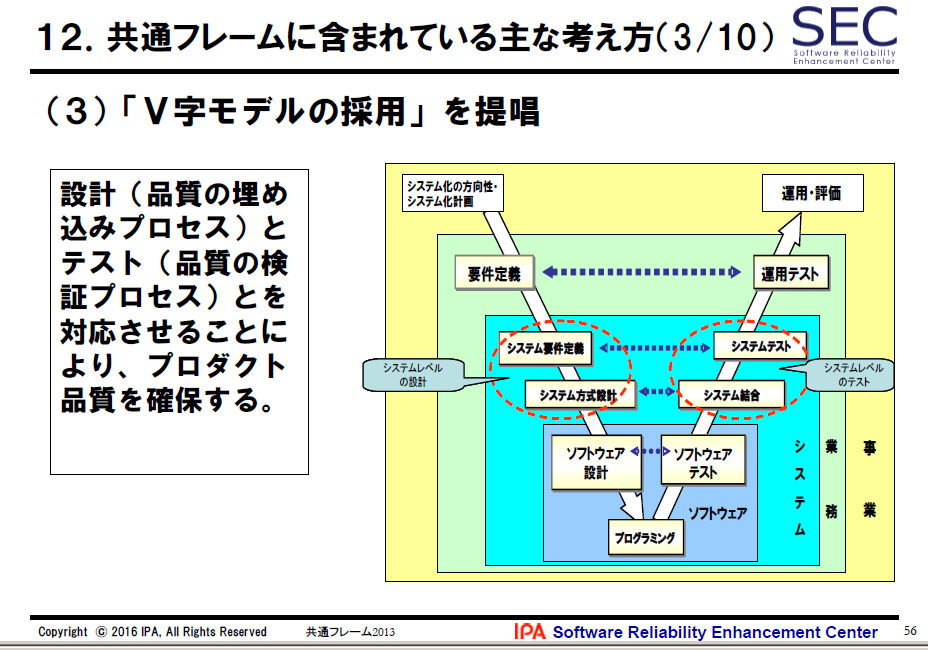 12. 共通フレームに含まれている主な考え方(3/10)
SEC
Software Reliability
Enhancement Center
(3)「V字モデルの採用」を提唱
設計(品質の埋め
込みプロセス)と
テスト(品質の検
証プロセス)とを
対応させることに
より、プロダクト
品質を確保する。
システム化の方向性・
システム化計画
運用・評価
要件定義
運用テスト
システム要件定義
システムテスト
システムレベル
の設計
システムレベル
のテスト
システム方式設計
システム結合
ソフトウェア
設計
ソフトウェア
テスト
プログラミング
ソフトウェア
システム
業務
事業
Copyright © 2016 IPA, All Rights Reserved
共通フレーム2013
IPA Software Reliability Enhancement Center
56